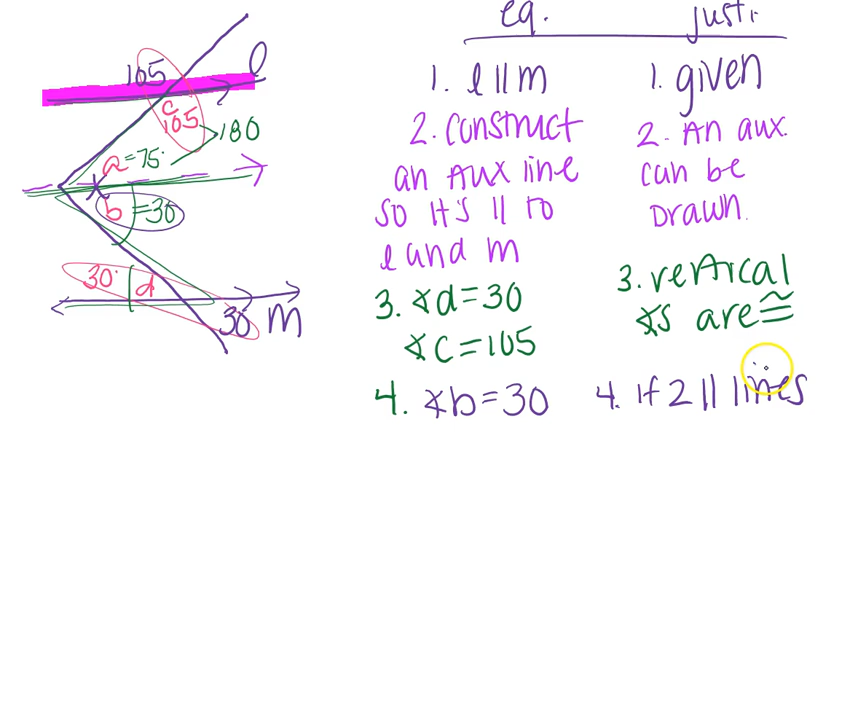 eq. just.
105 l
c
105
180
a=75°
b =30
30° d
30 m
1. l ll m
1. given
2. construct
an Aux line
so it's ll to
l and m
2. An aux.
can be
Drawn.
3. ∡d=30
∡c=105
3. vertical
∡s are ≅
4. ∡b=30
4. If 2 ll lines